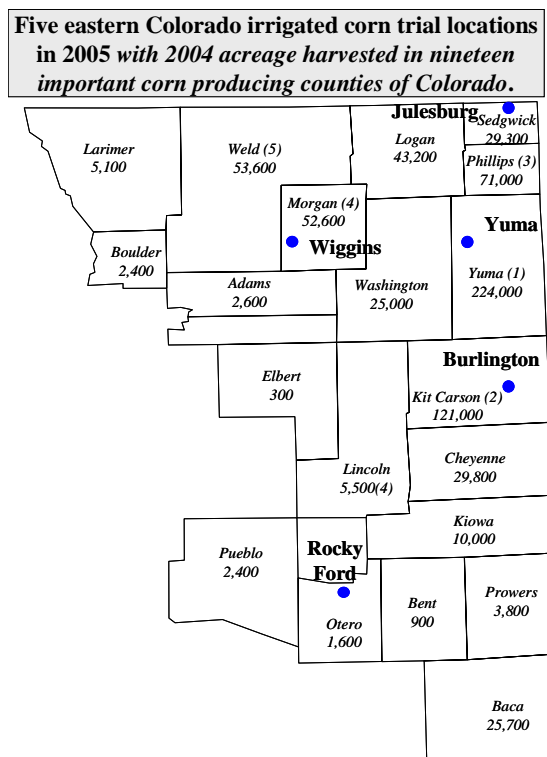 Five eastern Colorado irrigated corn trial locations
in 2005 with 2004 acreage harvested in nineteen
important corn producing counties of Colorado.
Julesburg
Sedgwick
29,300
Larimer
5,100
Weld (5)
53,600
Logan
43,200
Phillips (3)
71,000
Morgan (4)
52,600
Wiggins
Yuma
Yuma (1)
224,000
Boulder
2,400
Adams
2,600
Washington
25,000
Burlington
Kit Carson (2)
121,000
Elbert
300
Lincoln
5,500(4)
Cheyenne
29,800
Kiowa
10,000
Pueblo
2,400
Rocky
Ford
Otero
1,600
Bent
900
Prowers
3,800
Baca
25,700